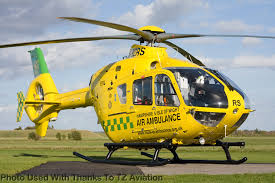 RS
HAMPSHIRE & ISLE OF WIGHT
AIR AMBULANCE
RS
Photo Used With Thanks To TZ Aviation